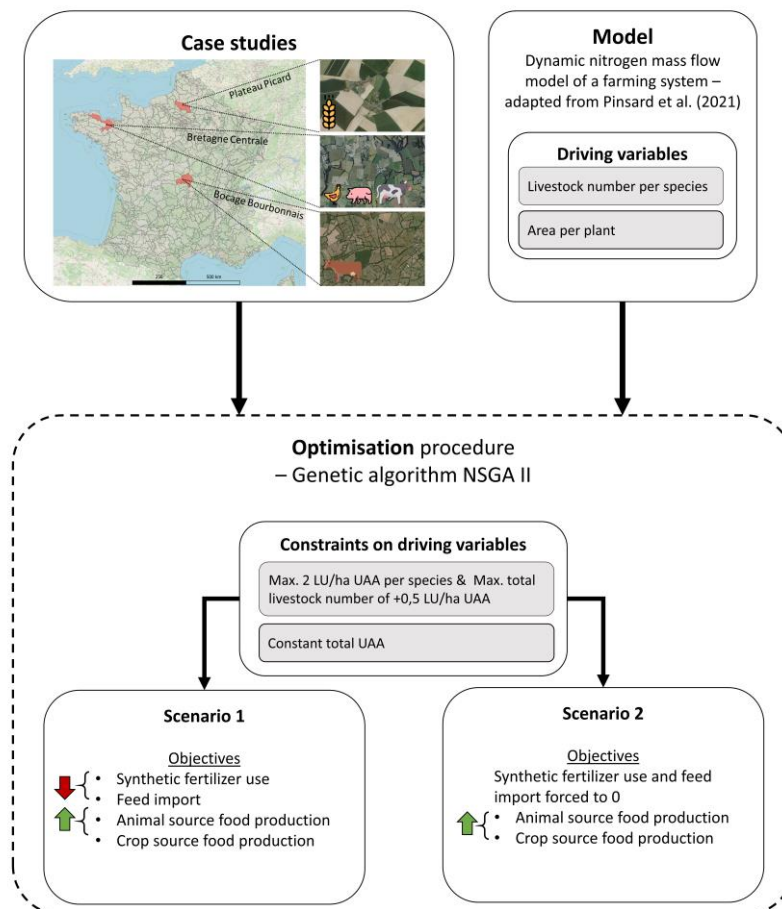 Case studies
Plateau Picard
Bretagne Centrale
Bocage Bourbonnais
Model
Dynamic nitrogen mass flow
model of a farming system –
adapted from Pinsard et al. (2021)
Driving variables
Livestock number per species
Area per plant
Optimisation procedure
– Genetic algorithm NSGA II
Constraints on driving variables
Max. 2 LU/ha UAA per species & Max. total
livestock number of +0,5 LU/ha UAA
Constant total UAA
Scenario 1
Objectives
• Synthetic fertilizer use
• Feed import
• Animal source food production
• Crop source food production
Scenario 2
Objectives
Synthetic fertilizer use and feed
import forced to 0
• Animal source food production
• Crop source food production